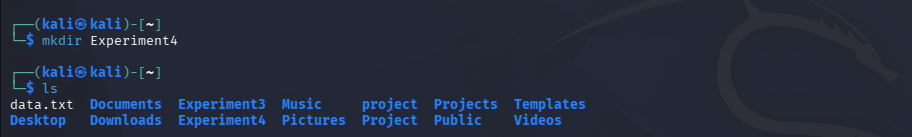 ┌──(kali㉿kali)-[~]
└─$ mkdir Experiment4
┌──(kali㉿kali)-[~]
└─$ ls
data.txt  Documents  Experiment3  Music     project  Projects  Templates
Desktop   Downloads  Experiment4  Pictures  Project  Public    Videos